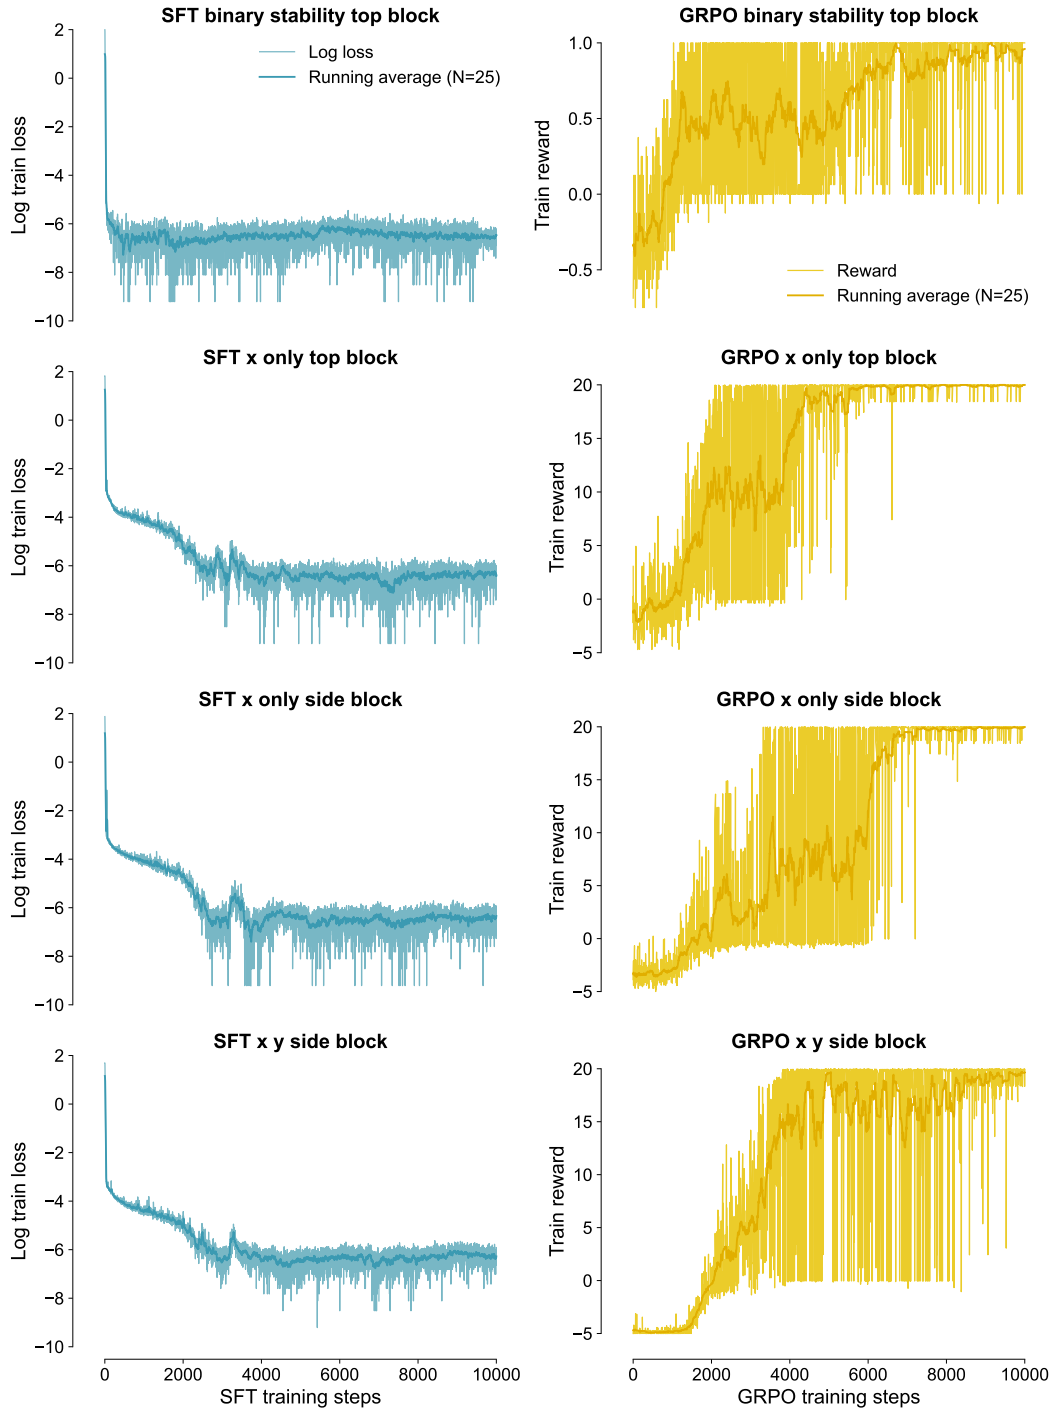 SFT binary stability top block
Log train loss
2
0
−2
−4
−6
−8
−10
Log loss
Running average (N=25)
GRPO binary stability top block
Train reward
1.0
0.5
0.0
−0.5
Reward
Running average (N=25)
SFT x only top block
Log train loss
2
0
−2
−4
−6
−8
−10
GRPO x only top block
Train reward
20
15
10
5
0
−5
SFT x only side block
Log train loss
2
0
−2
−4
−6
−8
−10
GRPO x only side block
Train reward
20
15
10
5
0
−5
SFT x y side block
Log train loss
2
0
−2
−4
−6
−8
−10
0 2000 4000 6000 8000 10000
SFT training steps
GRPO x y side block
Train reward
20
15
10
5
0
−5
0 2000 4000 6000 8000 10000
GRPO training steps